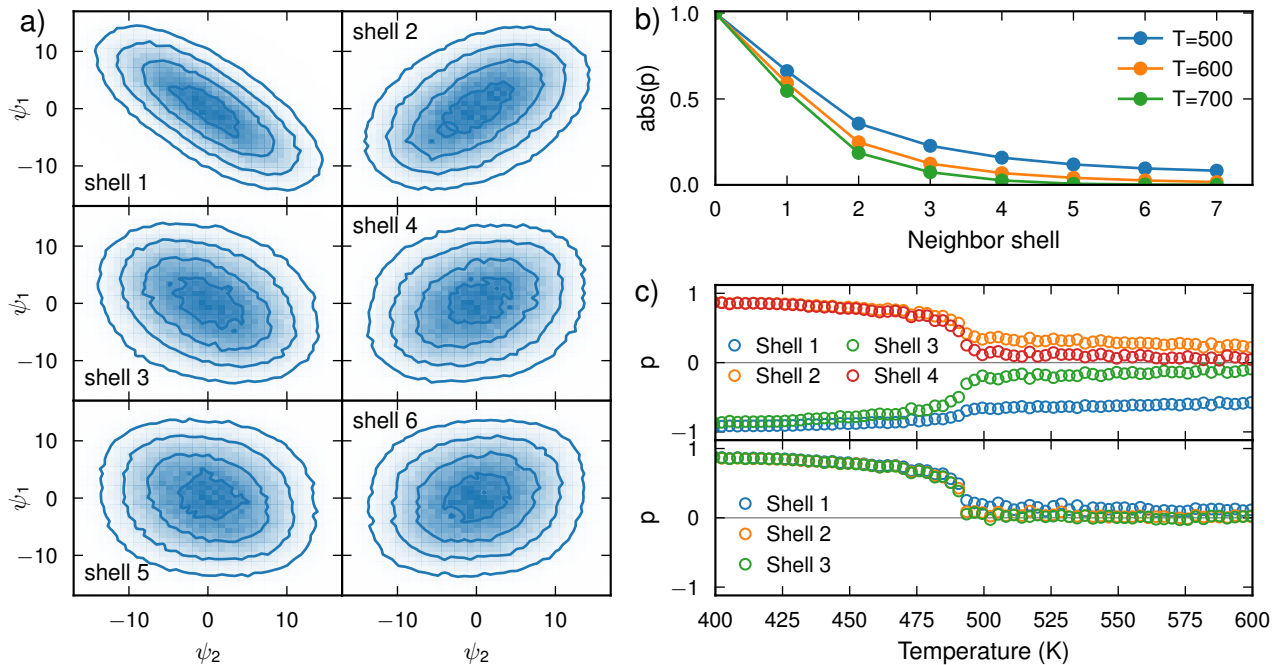 a)
10
0
−10
ψ1
shell 1
shell 2
10
0
−10
ψ1
shell 3
shell 4
10
0
−10
ψ1
shell 5
shell 6
−10 0 10
−10 0 10
ψ2
ψ2
b)
1.0
0.5
0.0
abs(p)
T=500
T=600
T=700
0 1 2 3 4 5 6 7
Neighbor shell
c)
1
0
−1
p
Shell 1 Shell 3
Shell 2 Shell 4
1
0
−1
p
Shell 1
Shell 2
Shell 3
400 425 450 475 500 525 550 575 600
Temperature (K)